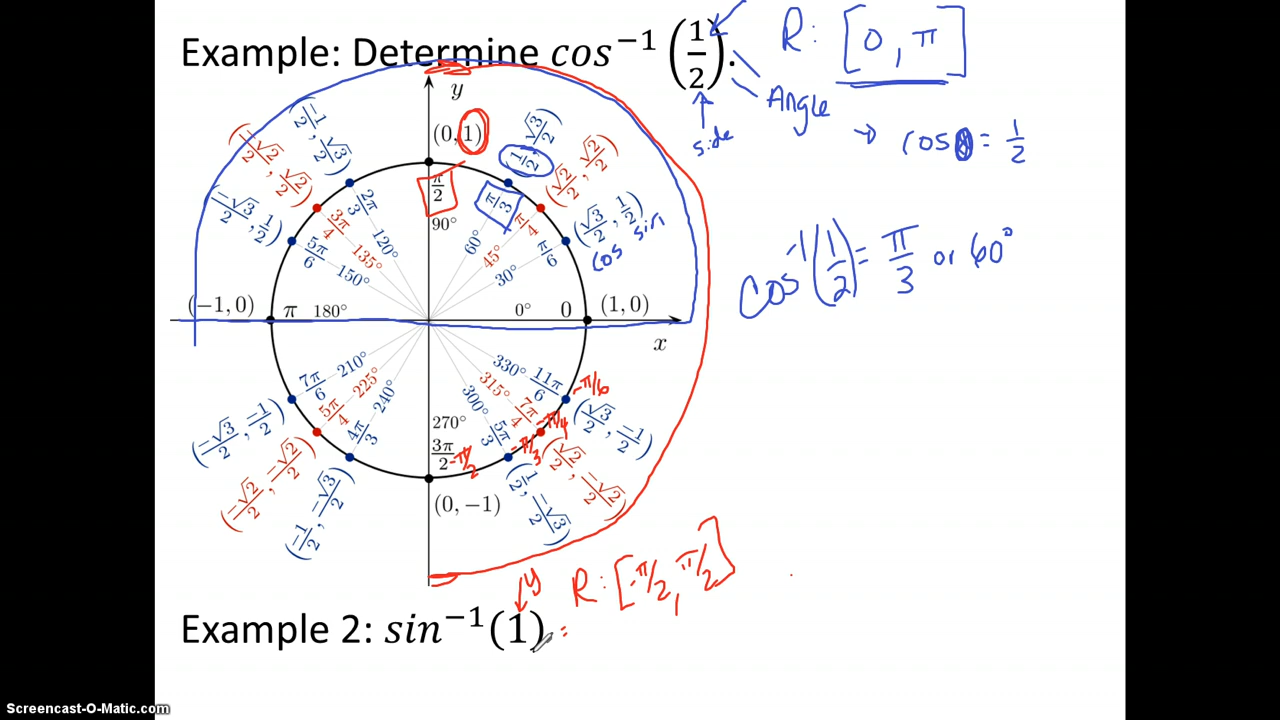 Example: Determine cos⁻¹ (1/2).
R: [0, π]
Angle
side
→ cos θ = 1/2
cos⁻¹(1/2) = π/3 or 60°
y
(0, 1)
(−1/2, √3/2)
(1/2, √3/2)
(−√2/2, √2/2)
(√2/2, √2/2)
(−√3/2, 1/2)
(√3/2, 1/2)
cos sin
π/2
90°
2π/3 120°
π/3
60°
3π/4 135°
π/4
45°
5π/6 150°
π/6
30°
(−1, 0)
π 180°
0° 0
(1, 0)
x
7π/6 210°
330° 11π/6 -π/6
5π/4 225°
315° 7π/4 -π/4
4π/3 240°
300° 5π/3 -π/3
270°
3π/2 -π/2
(−√3/2, −1/2)
(√3/2, −1/2)
(−√2/2, −√2/2)
(√2/2, −√2/2)
(−1/2, −√3/2)
(1/2, −√3/2)
(0, −1)
y
R: [-π/2, π/2]
Example 2: sin⁻¹(1) =
Screencast-O-Matic.com